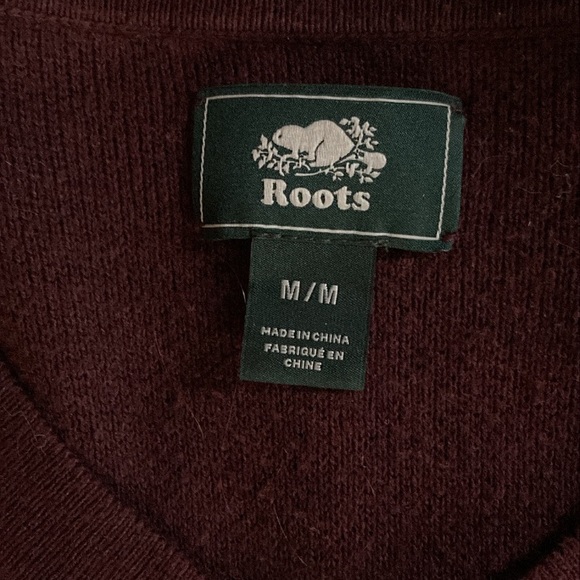 Roots
M/M
MADE IN CHINA
FABRIQUÉ EN
CHINE